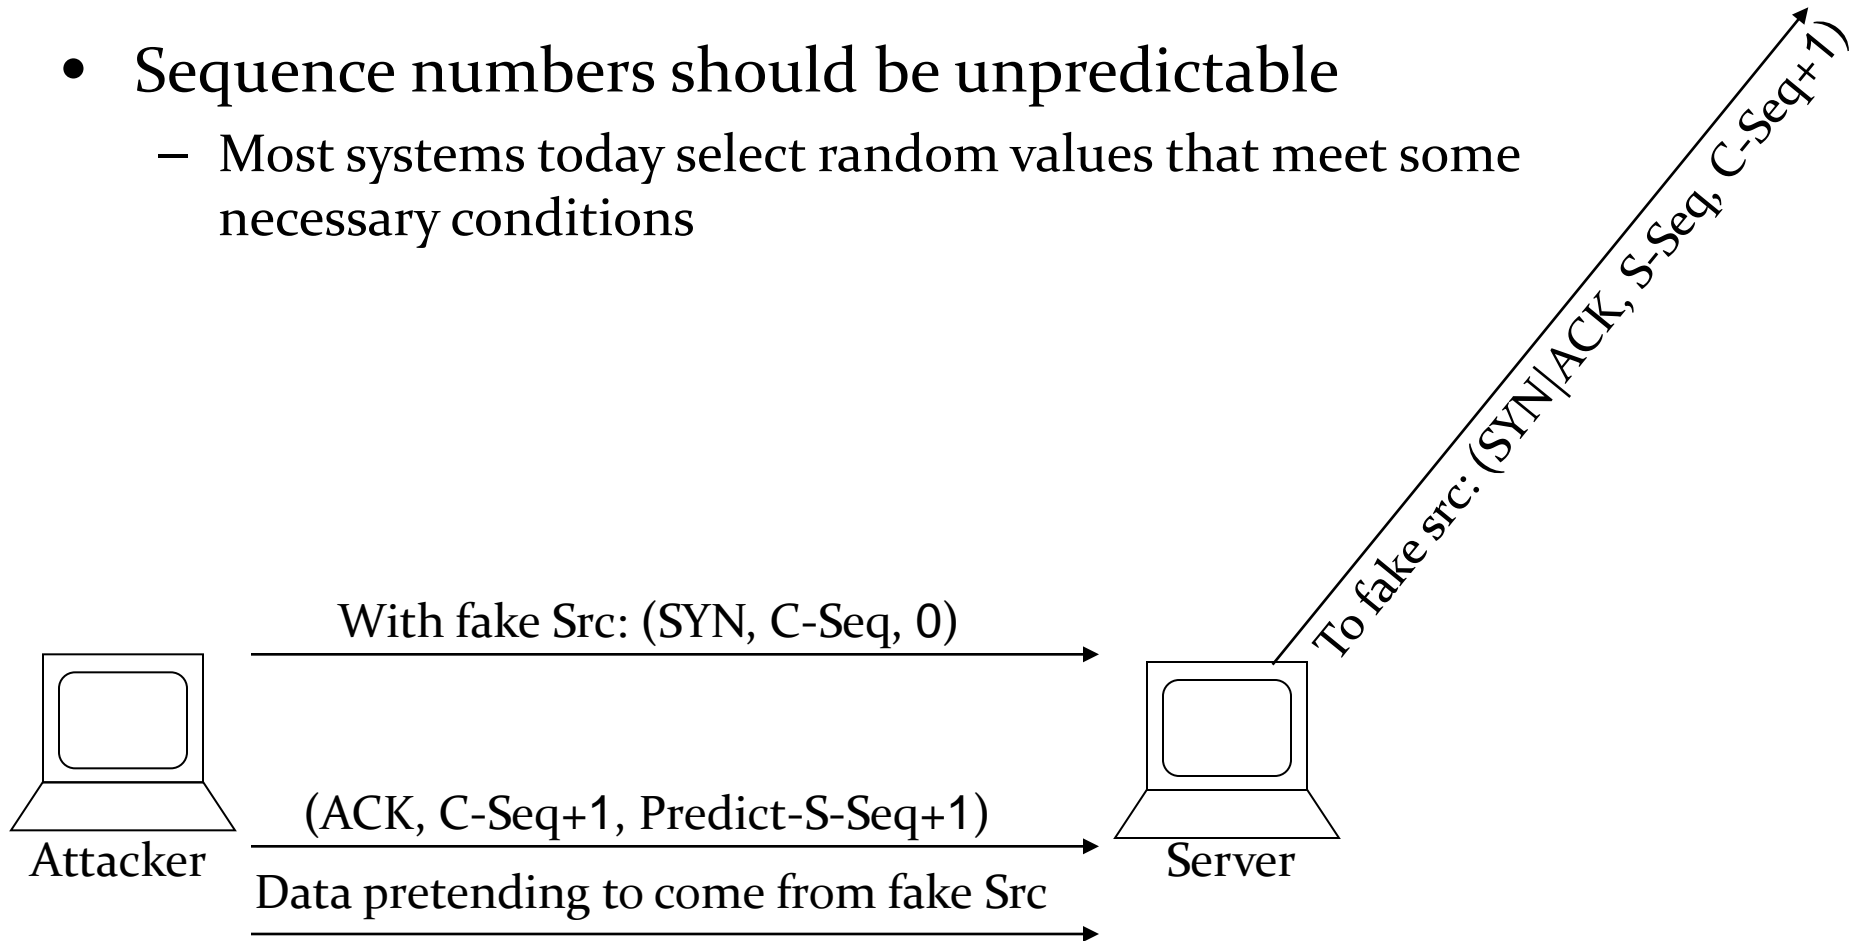 • Sequence numbers should be unpredictable
– Most systems today select random values that meet some
necessary conditions
To fake src: (SYN|ACK, S-Seq, C-Seq+1)
With fake Src: (SYN, C-Seq, 0)
(ACK, C-Seq+1, Predict-S-Seq+1)
Attacker
Server
Data pretending to come from fake Src